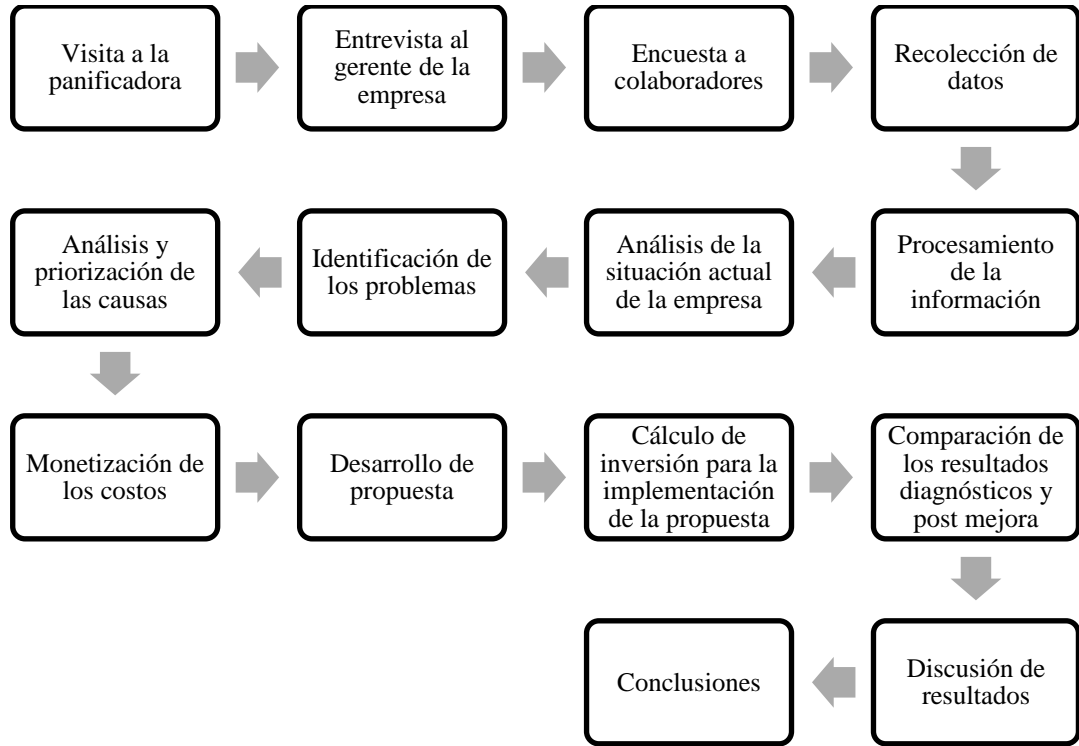 Visita a la
panificadora
Entrevista al
gerente de la
empresa
Encuesta a
colaboradores
Recolección de
datos
Procesamiento
de la
información
Análisis de la
situación actual
de la empresa
Identificación de
los problemas
Análisis y
priorización de
las causas
Monetización de
los costos
Desarrollo de
propuesta
Cálculo de
inversión para la
implementación
de la propuesta
Comparación de
los resultados
diagnósticos y
post mejora
Discusión de
resultados
Conclusiones